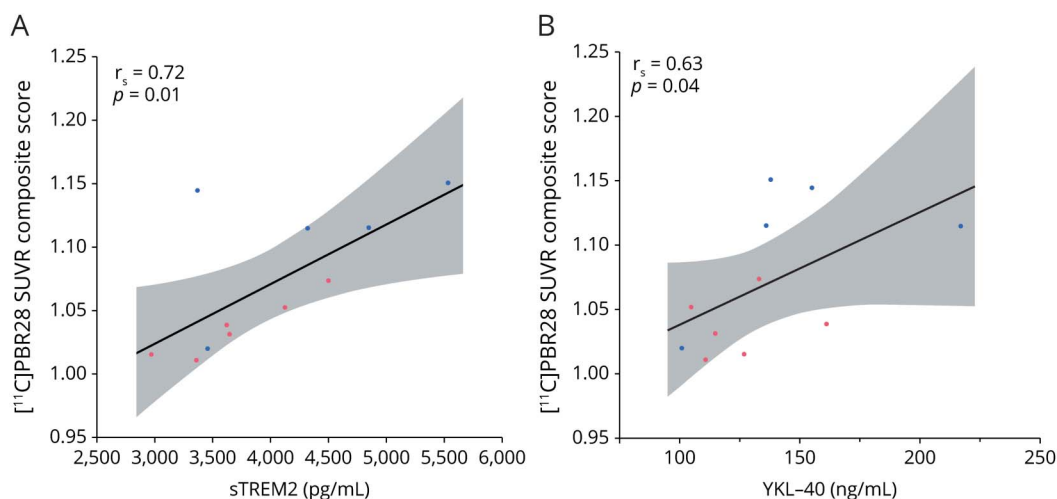 A
[¹¹C]PBR28 SUVR composite score
1.25
1.20
1.15
1.10
1.05
1.00
0.95
rₛ = 0.72
p = 0.01
2,500 3,000 3,500 4,000 4,500 5,000 5,500 6,000
sTREM2 (pg/mL)
B
[¹¹C]PBR28 SUVR composite score
1.25
1.20
1.15
1.10
1.05
1.00
0.95
rₛ = 0.63
p = 0.04
100 150 200 250
YKL–40 (ng/mL)